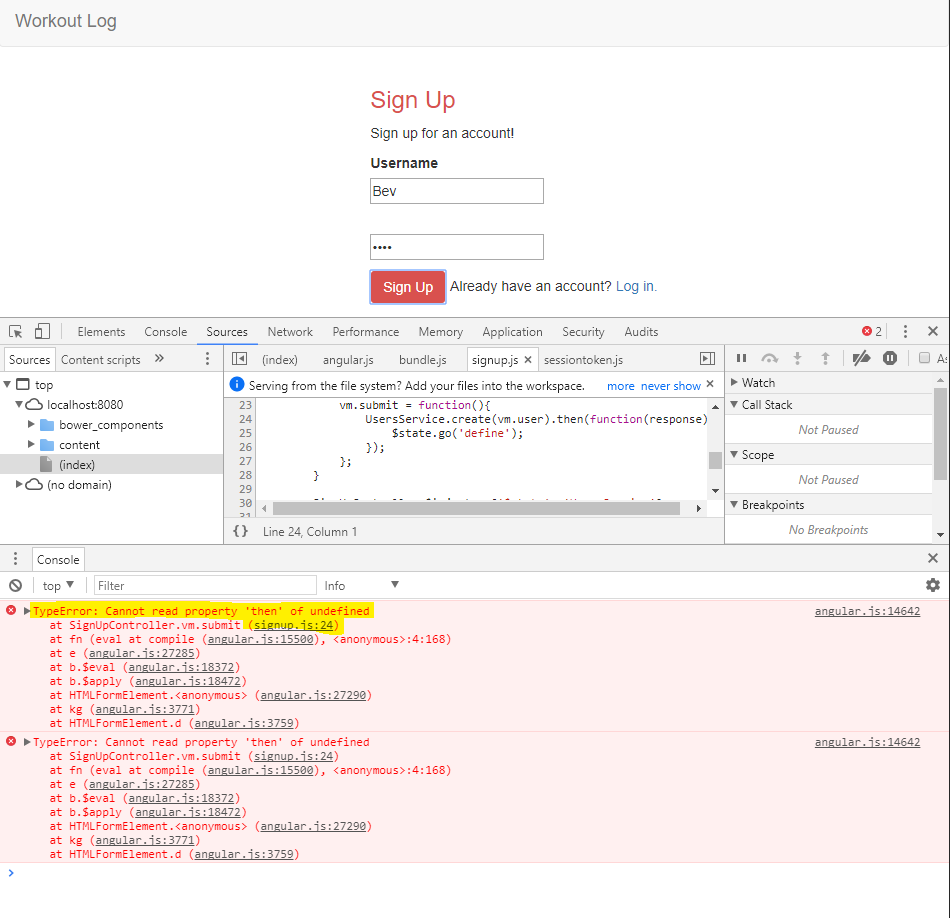 Workout Log
Sign Up
Sign up for an account!
Username
Bev
••••
Sign Up Already have an account? Log in.
Elements Console Sources Network Performance Memory Application Security Audits 2
Sources Content scripts » (index) angular.js bundle.js signup.js × sessiontoken.js As
top
localhost:8080
bower_components
content
(index)
(no domain)
Serving from the file system? Add your files into the workspace. more never show ×
23 vm.submit = function(){
24 UsersService.create(vm.user).then(function(response)
25 $state.go('define');
26 });
27 };
28 }
29
30
31
{} Line 24, Column 1
Watch
Call Stack
Not Paused
Scope
Not Paused
Breakpoints
No Breakpoints
Console
top Filter Info
TypeError: Cannot read property 'then' of undefined angular.js:14642
at SignUpController.vm.submit (signup.js:24)
at fn (eval at compile (angular.js:15500), <anonymous>:4:168)
at e (angular.js:27285)
at b.$eval (angular.js:18372)
at b.$apply (angular.js:18472)
at HTMLFormElement.<anonymous> (angular.js:27290)
at kg (angular.js:3771)
at HTMLFormElement.d (angular.js:3759)
TypeError: Cannot read property 'then' of undefined angular.js:14642
at SignUpController.vm.submit (signup.js:24)
at fn (eval at compile (angular.js:15500), <anonymous>:4:168)
at e (angular.js:27285)
at b.$eval (angular.js:18372)
at b.$apply (angular.js:18472)
at HTMLFormElement.<anonymous> (angular.js:27290)
at kg (angular.js:3771)
at HTMLFormElement.d (angular.js:3759)
>